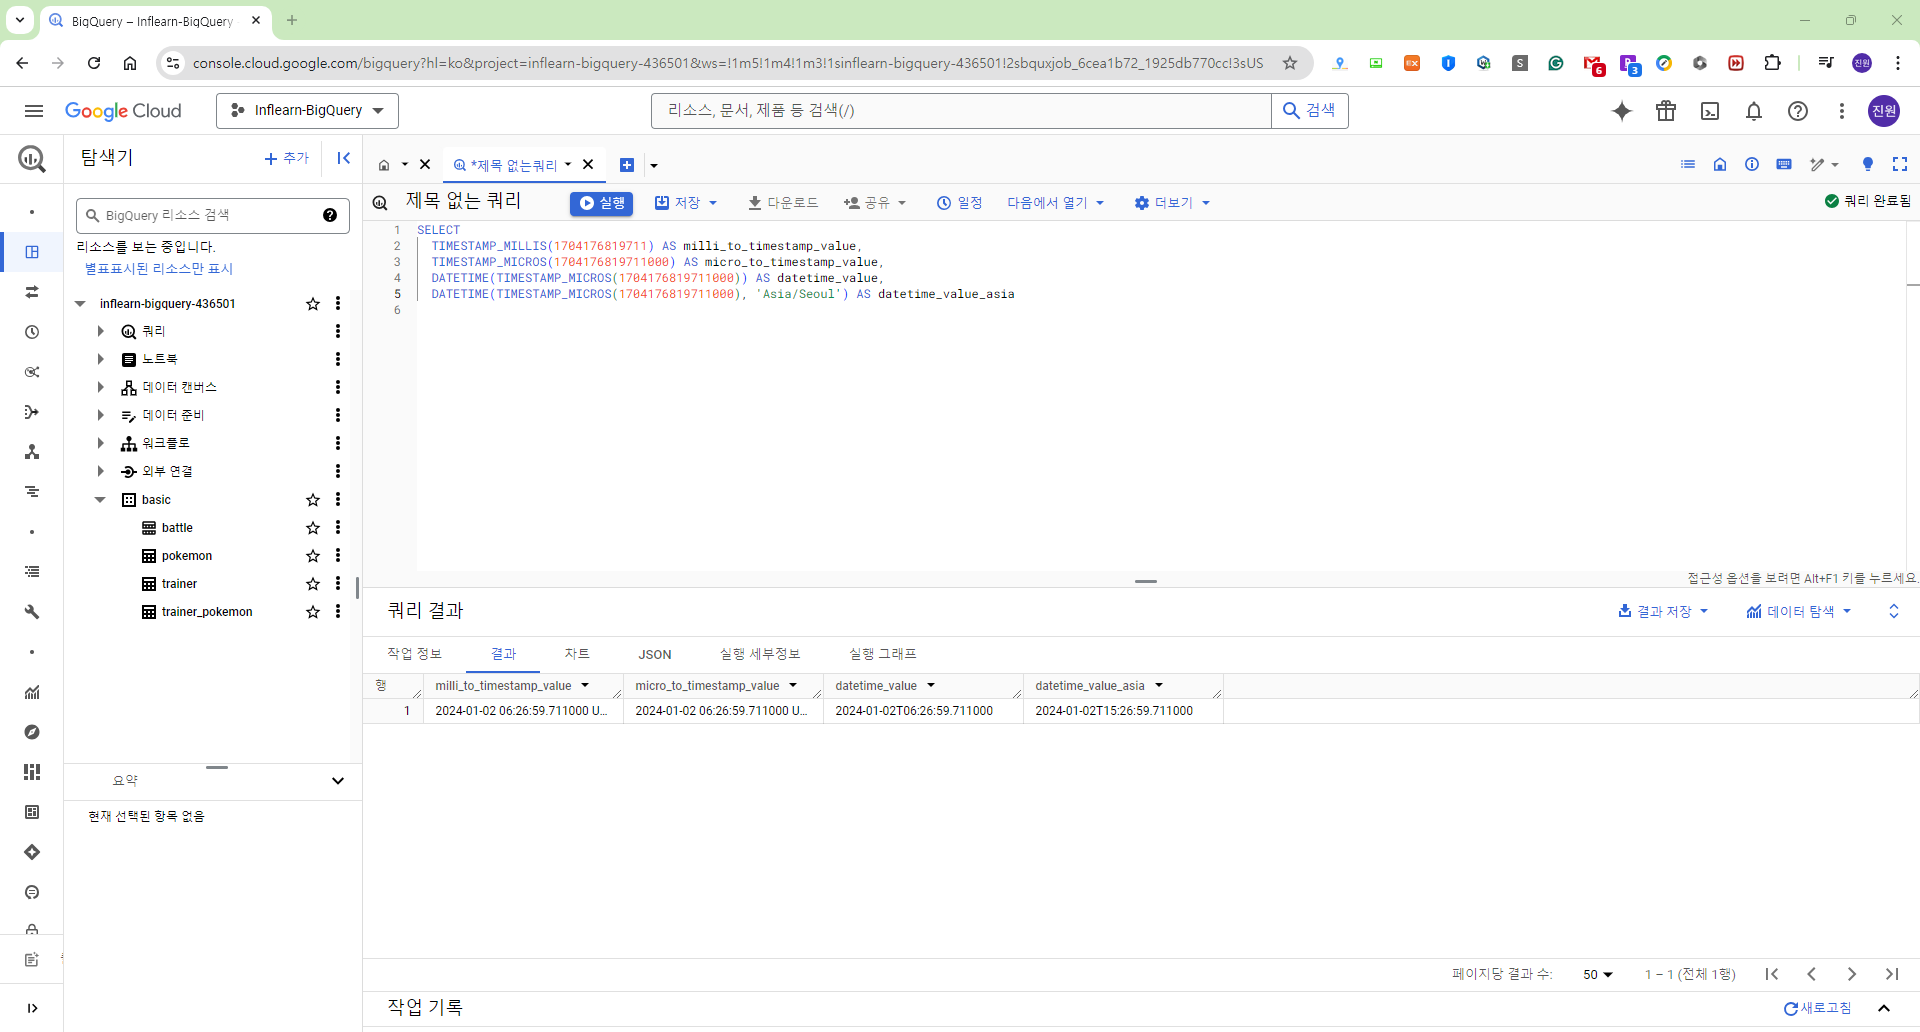 BigQuery – Inflearn-BigQuery
console.cloud.google.com/bigquery?hl=ko&project=inflearn-bigquery-436501&ws=!1m5!1m4!1m3!1sinflearn-bigquery-436501!2sbquxjob_6cea1b72_1925db770cc!3sUS
6
3
진원
Google Cloud
Inflearn-BigQuery
리소스, 문서, 제품 등 검색(/)
검색
진원
탐색기
추가
*제목 없는쿼리
BigQuery 리소스 검색
제목 없는 쿼리
실행
저장
다운로드
공유
일정
다음에서 열기
더보기
쿼리 완료됨
리소스를 보는 중입니다.
별표표시된 리소스만 표시
inflearn-bigquery-436501
쿼리
노트북
데이터 캔버스
데이터 준비
워크플로
외부 연결
basic
battle
pokemon
trainer
trainer_pokemon
요약
현재 선택된 항목 없음
1 SELECT
2 TIMESTAMP_MILLIS(1704176819711) AS milli_to_timestamp_value,
3 TIMESTAMP_MICROS(1704176819711000) AS micro_to_timestamp_value,
4 DATETIME(TIMESTAMP_MICROS(1704176819711000)) AS datetime_value,
5 DATETIME(TIMESTAMP_MICROS(1704176819711000), 'Asia/Seoul') AS datetime_value_asia
6
접근성 옵션을 보려면 Alt+F1 키를 누르세요.
쿼리 결과
결과 저장
데이터 탐색
작업 정보
결과
차트
JSON
실행 세부정보
실행 그래프
행 milli_to_timestamp_value micro_to_timestamp_value datetime_value datetime_value_asia
1 2024-01-02 06:26:59.711000 U... 2024-01-02 06:26:59.711000 U... 2024-01-02T06:26:59.711000 2024-01-02T15:26:59.711000
페이지당 결과 수: 50 1 – 1 (전체 1행)
작업 기록
새로고침